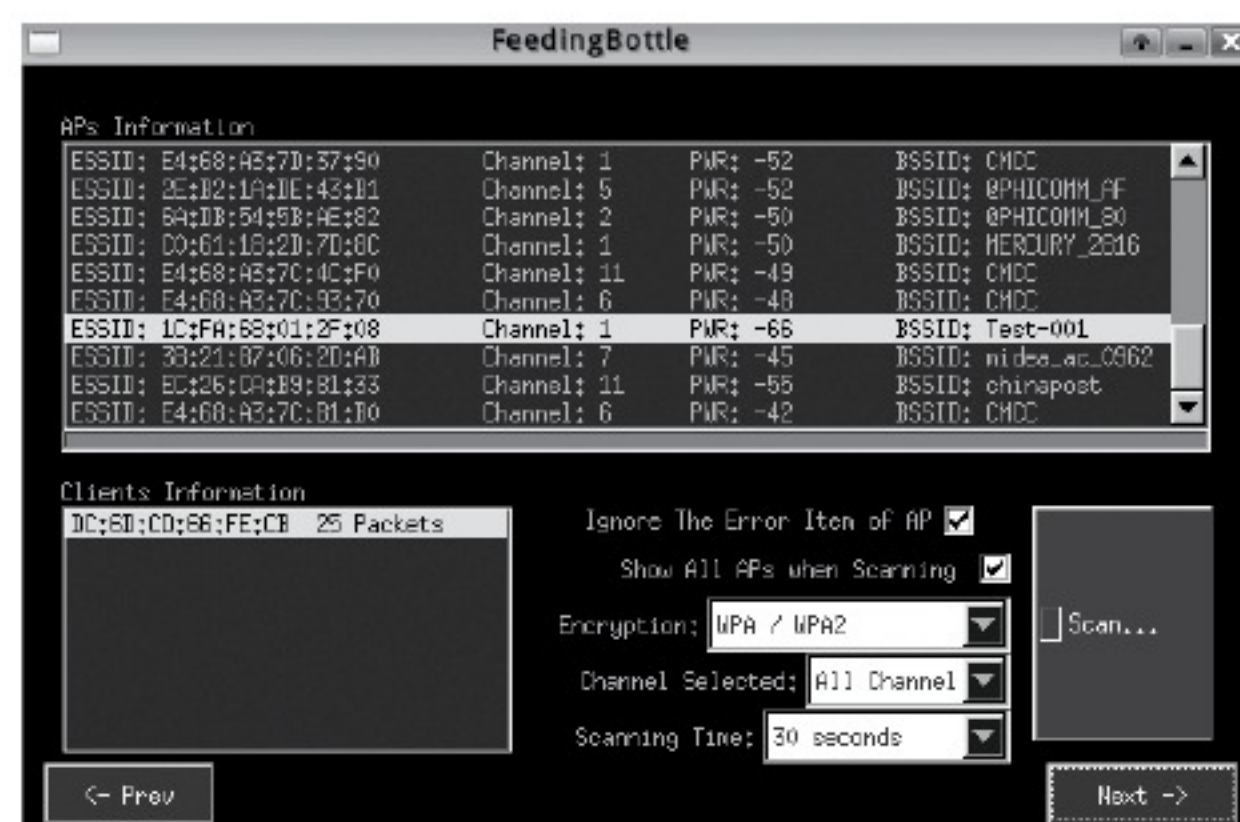 FeedingBottle
APs Information
ESSID: E4:68:A3:7D:37:90 Channel: 1 PWR: -52 BSSID: CMCC
ESSID: 2E:B2:1A:DE:43:B1 Channel: 5 PWR: -52 BSSID: @PHICOMM_AF
ESSID: 6A:DB:54:5B:AE:82 Channel: 2 PWR: -50 BSSID: @PHICOMM_80
ESSID: D0:61:18:2D:7D:8C Channel: 1 PWR: -50 BSSID: MERCURY_2816
ESSID: E4:68:A3:7C:4C:F0 Channel: 11 PWR: -49 BSSID: CMCC
ESSID: E4:68:A3:7C:93:70 Channel: 6 PWR: -48 BSSID: CMCC
ESSID: 1C:FA:68:01:2F:08 Channel: 1 PWR: -66 BSSID: Test-001
ESSID: 38:21:87:06:2D:AB Channel: 7 PWR: -45 BSSID: midea_ac_0962
ESSID: EC:26:CA:B9:B1:33 Channel: 11 PWR: -55 BSSID: chinapost
ESSID: E4:68:A3:7C:B1:B0 Channel: 6 PWR: -42 BSSID: CMCC
Clients Information
DC:6D:CD:66:FE:CB 25 Packets
Ignore The Error Item of AP
Show All APs when Scanning
Encryption: WPA / WPA2
Scan...
Channel Selected: All Channel
Scanning Time: 30 seconds
<- Prev
Next ->